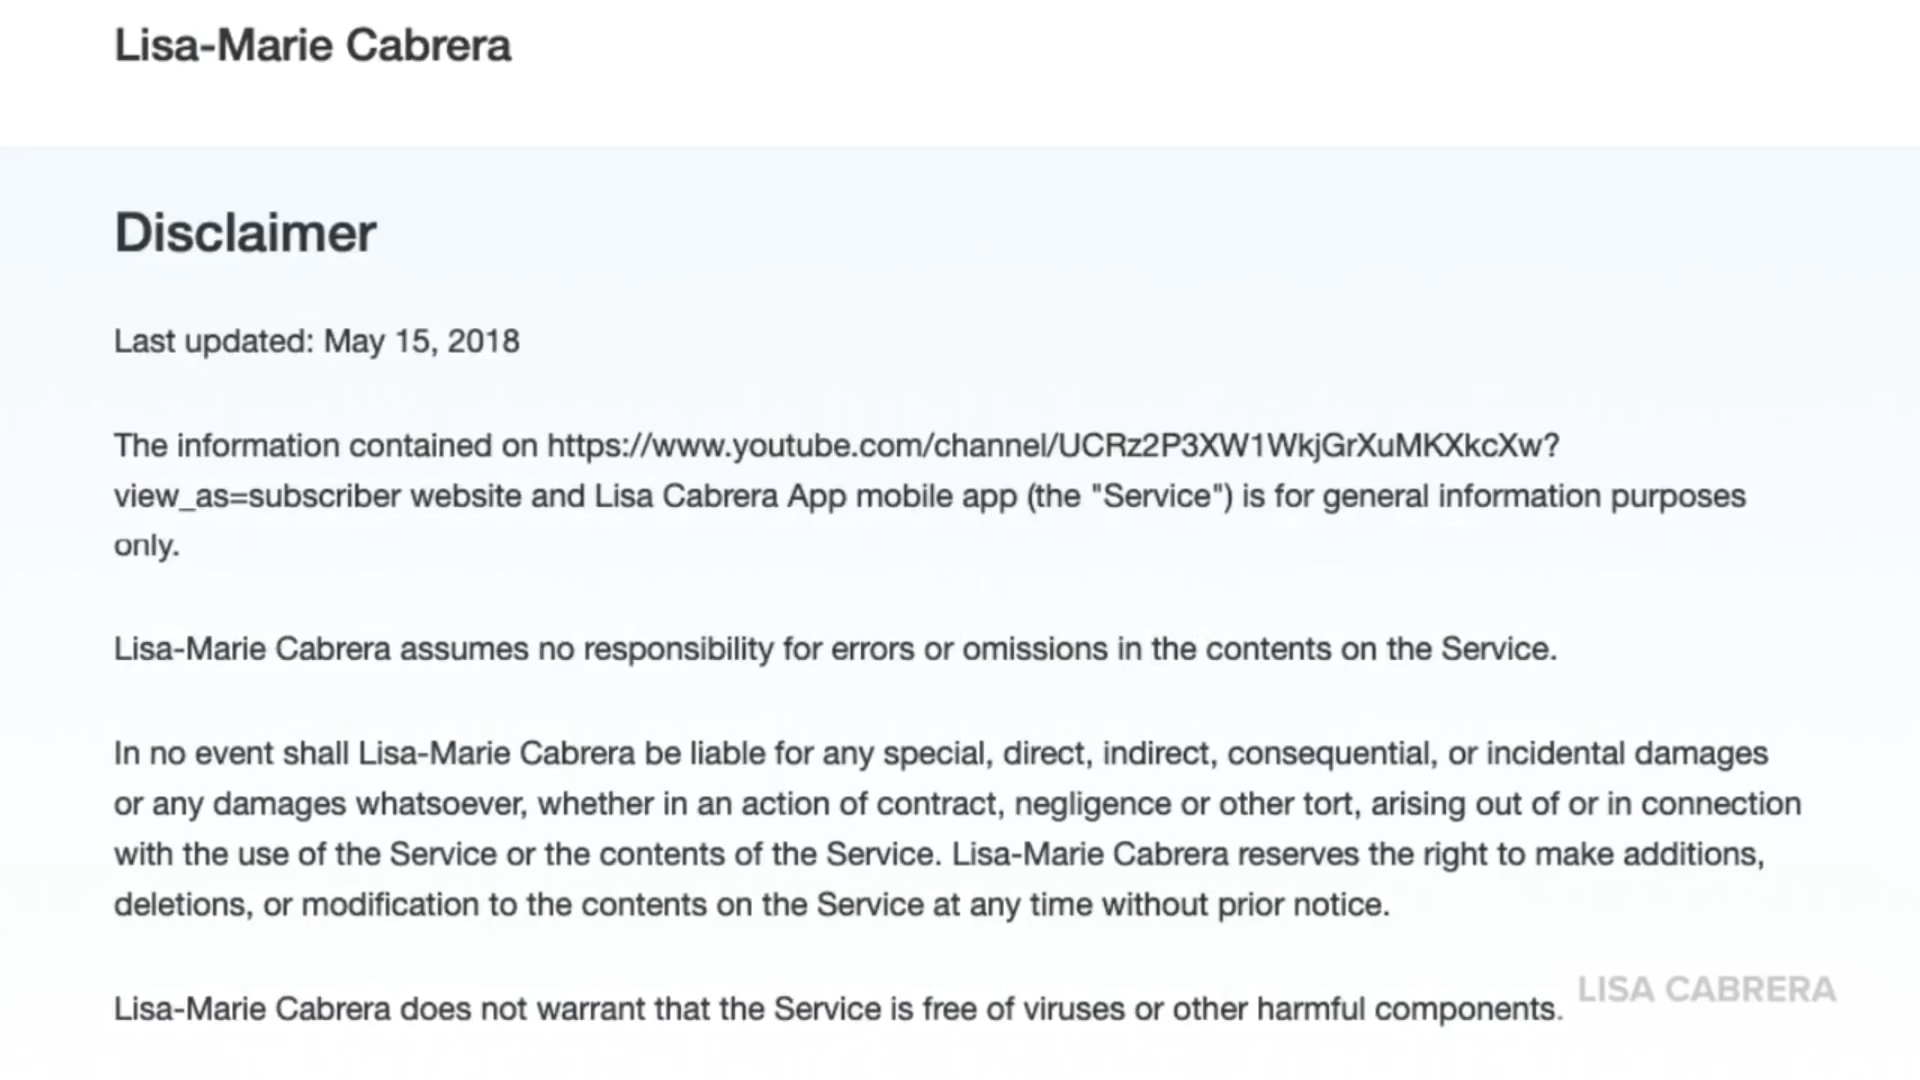 Lisa-Marie Cabrera
Disclaimer
Last updated: May 15, 2018
The information contained on https://www.youtube.com/channel/UCRz2P3XW1WkjGrXuMKXkcXw?
view_as=subscriber website and Lisa Cabrera App mobile app (the "Service") is for general information purposes
only.
Lisa-Marie Cabrera assumes no responsibility for errors or omissions in the contents on the Service.
In no event shall Lisa-Marie Cabrera be liable for any special, direct, indirect, consequential, or incidental damages
or any damages whatsoever, whether in an action of contract, negligence or other tort, arising out of or in connection
with the use of the Service or the contents of the Service. Lisa-Marie Cabrera reserves the right to make additions,
deletions, or modification to the contents on the Service at any time without prior notice.
Lisa-Marie Cabrera does not warrant that the Service is free of viruses or other harmful components.
LISA CABRERA